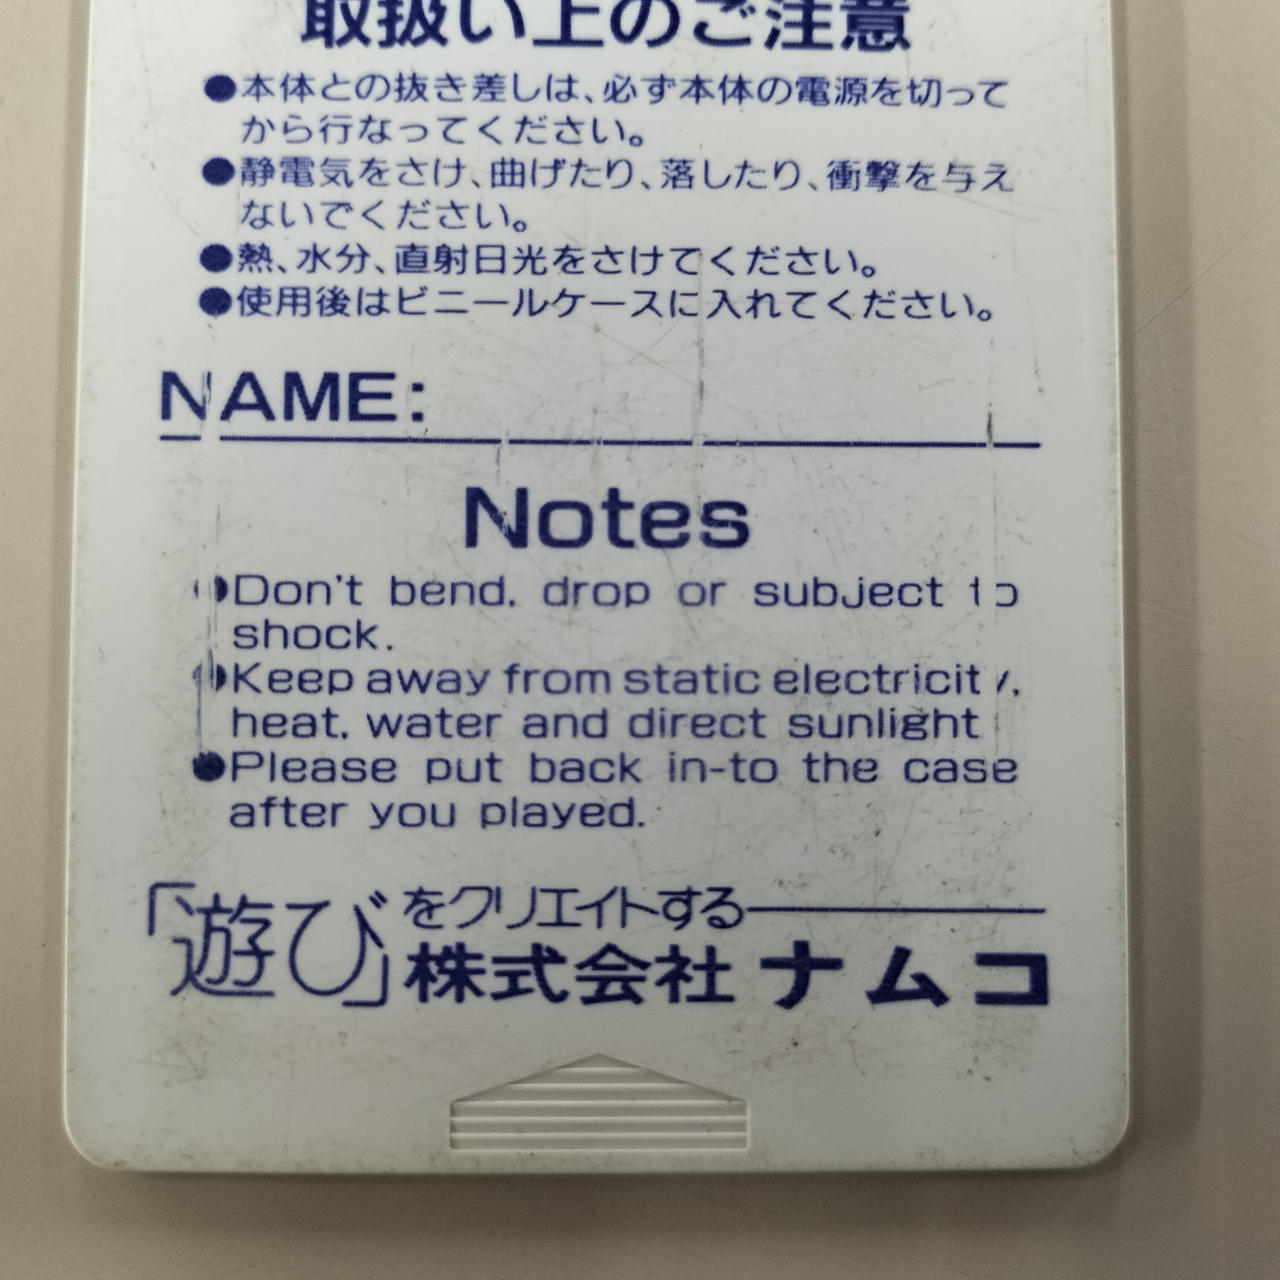 取扱い上のご注意
●本体との抜き差しは、必ず本体の電源を切って
から行なってください。
●静電気をさけ、曲げたり、落したり、衝撃を与え
ないでください。
●熱、水分、直射日光をさけてください。
●使用後はビニールケースに入れてください。
NAME:
Notes
●Don't bend, drop or subject to
shock.
●Keep away from static electricity,
heat, water and direct sunlight
●Please put back in-to the case
after you played.
「遊び」をクリエイトする
株式会社ナムコ